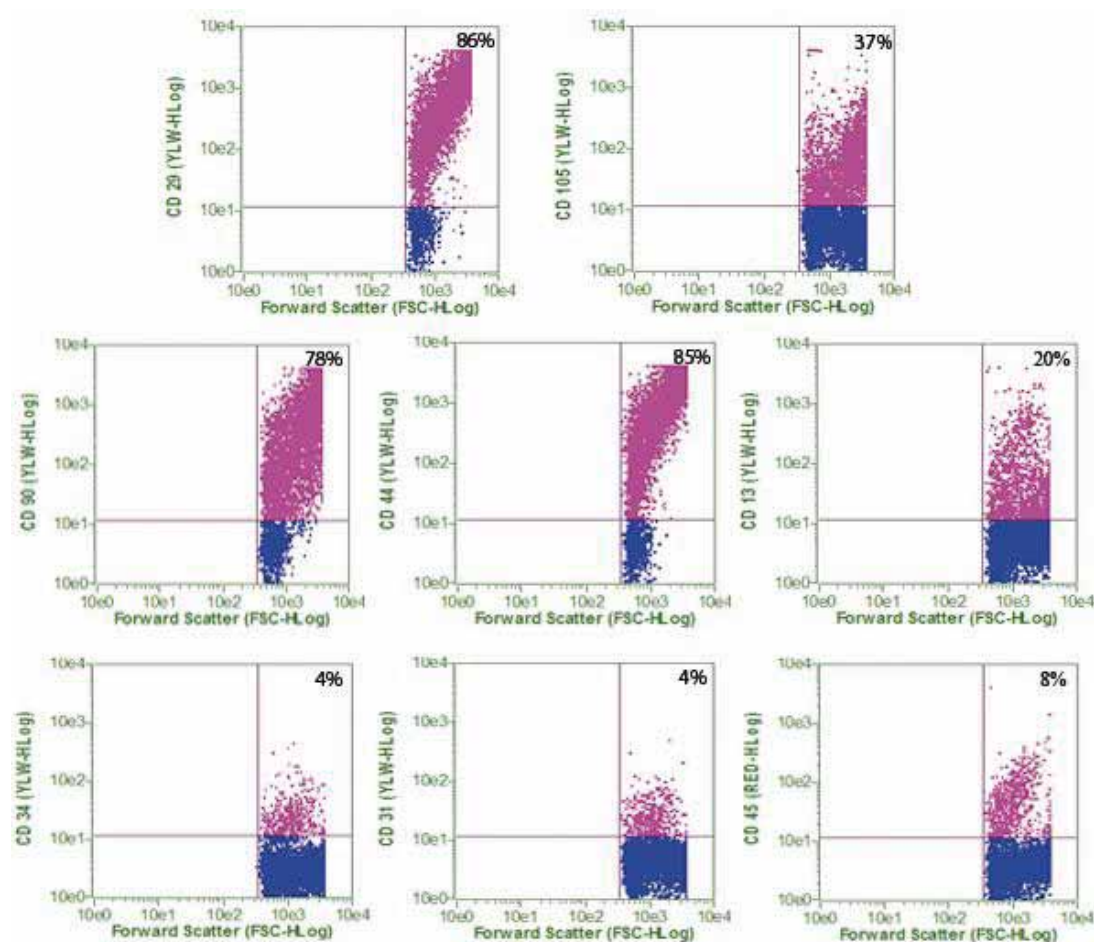 10e4
86%
10e3
10e2
10e1
10e0
CD 29 (YLW-HLog)
10e0 10e1 10e2 10e3 10e4
Forward Scatter (FSC-HLog)
10e4
37%
10e3
10e2
10e1
10e0
CD 105 (YLW-HLog)
10e0 10e1 10e2 10e3 10e4
Forward Scatter (FSC-HLog)
10e4
78%
10e3
10e2
10e1
10e0
CD 90 (YLW-HLog)
10e0 10e1 10e2 10e3 10e4
Forward Scatter (FSC-HLog)
10e4
85%
10e3
10e2
10e1
10e0
CD 44 (YLW-HLog)
10e0 10e1 10e2 10e3 10e4
Forward Scatter (FSC-HLog)
10e4
20%
10e3
10e2
10e1
10e0
CD 13 (YLW-HLog)
10e0 10e1 10e2 10e3 10e4
Forward Scatter (FSC-HLog)
10e4
4%
10e3
10e2
10e1
10e0
CD 34 (YLW-HLog)
10e0 10e1 10e2 10e3 10e4
Forward Scatter (FSC-HLog)
10e4
4%
10e3
10e2
10e1
10e0
CD 31 (YLW-HLog)
10e0 10e1 10e2 10e3 10e4
Forward Scatter (FSC-HLog)
10e4
8%
10e3
10e2
10e1
10e0
CD 45 (RED-HLog)
10e0 10e1 10e2 10e3 10e4
Forward Scatter (FSC-HLog)